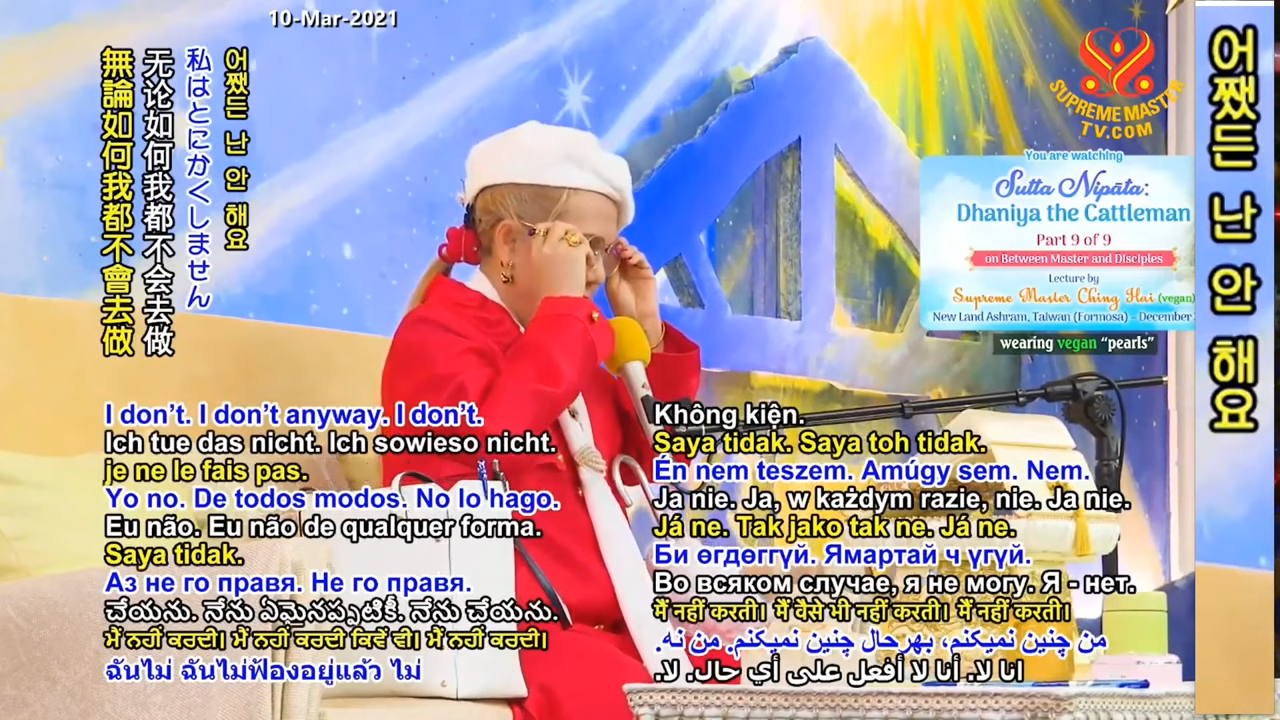 10-Mar-2021
어쨌든 난 안 해요
私はとにかくしません
无论如何我都不会去做
無論如何我都不會去做
SUPREME MASTER
TV.COM
You are watching
Sutta Nipāta:
Dhaniya the Cattleman
Part 9 of 9
on Between Master and Disciples
Lecture by
Supreme Master Ching Hai (vegan)
New Land Ashram, Taiwan (Formosa) - December
wearing vegan “pearls”
어쨌든 난 안 해요
I don’t. I don’t anyway. I don’t.
Ich tue das nicht. Ich sowieso nicht.
je ne le fais pas.
Yo no. De todos modos. No lo hago.
Eu não. Eu não de qualquer forma.
Saya tidak.
Аз не го правя. Не го правя.
చేయను. నేను ఏమైనప్పటికీ. నేను చేయను.
ਮੈਂ ਨਹੀਂ ਕਰਦੀ। ਮੈਂ ਨਹੀਂ ਕਰਦੀ ਕਿਵੇਂ ਵੀ। ਮੈਂ ਨਹੀਂ ਕਰਦੀ।
ฉันไม่ ฉันไม่ฟ้องอยู่แล้ว ไม่
Không kiện.
Saya tidak. Saya toh tidak.
Én nem teszem. Amúgy sem. Nem.
Ja nie. Ja, w każdym razie, nie. Ja nie.
Já ne. Tak jako tak ne. Já ne.
Би өгдөггүй. Ямартай ч үгүй.
Во всяком случае, я не могу. Я - нет.
मैं नहीं करती। मैं वैसे भी नहीं करती। मैं नहीं करती।
من چنین نمیکنم، بهرحال چنین نمیکنم. من نه.
انا لا. أنا لا أفعل على أي حال. لا.